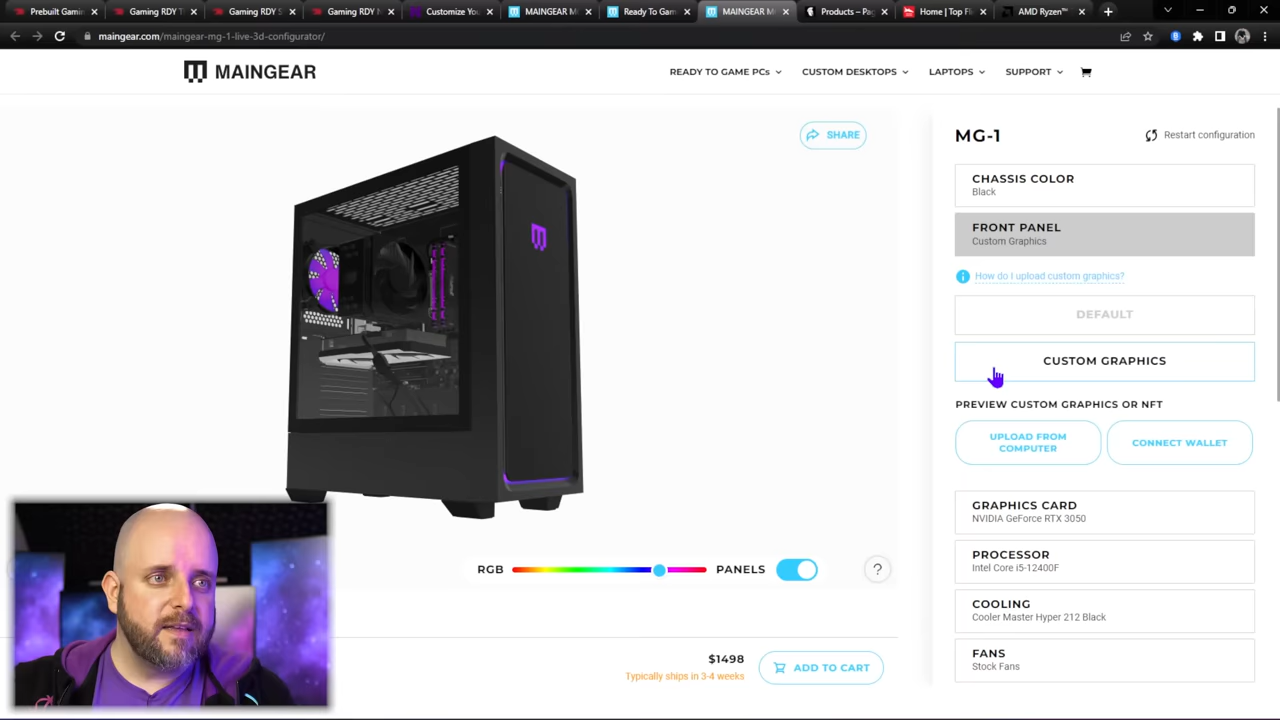 Prebuilt Gamin
Gaming RDY T
Gaming RDY S
Gaming RDY I
Customize You
MAINGEAR MG
Ready To Gam
MAINGEAR MG
Products – Pag
Home | Top Fl
AMD Ryzen™
maingear.com/maingear-mg-1-live-3d-configurator/
MAINGEAR
READY TO GAME PCs
CUSTOM DESKTOPS
LAPTOPS
SUPPORT
SHARE
MG-1
Restart configuration
CHASSIS COLOR
Black
FRONT PANEL
Custom Graphics
How do I upload custom graphics?
DEFAULT
CUSTOM GRAPHICS
PREVIEW CUSTOM GRAPHICS OR NFT
UPLOAD FROM
COMPUTER
CONNECT WALLET
GRAPHICS CARD
NVIDIA GeForce RTX 3050
PROCESSOR
Intel Core i5-12400F
COOLING
Cooler Master Hyper 212 Black
FANS
Stock Fans
RGB
PANELS
?
$1498
Typically ships in 3-4 weeks
ADD TO CART